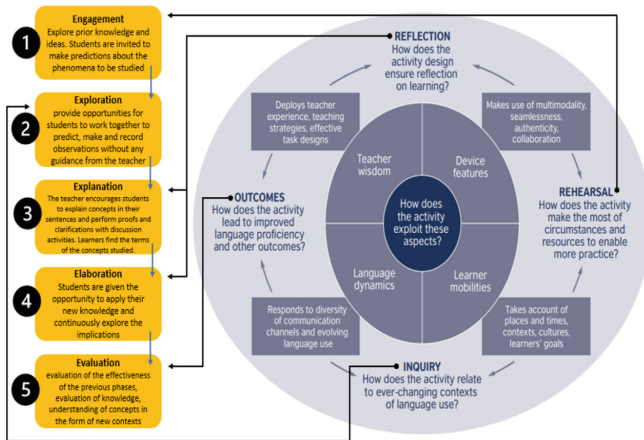 1
Engagement
Explore prior knowledge and
ideas. Students are invited to
make predictions about the
phenomena to be studied
2
Exploration
provide opportunities for
students to work together to
predict, make and record
observations without any
guidance from the teacher
3
Explanation
The teacher encourages students
to explain concepts in their
sentences and perform proofs and
clarifications with discussion
activities. Learners find the terms
of the concepts studied.
4
Elaboration
Students are given the
opportunity to apply their
new knowledge and
continuously explore the
implications
5
Evaluation
evaluation of the effectiveness
of the previous phases,
evaluation of knowledge,
understanding of concepts in
the form of new contexts
REFLECTION
How does the
activity design
ensure reflection
on learning?
Deploys teacher
experience, teaching
strategies, effective
task designs
Makes use of multimodality,
seamlessness,
authenticity,
collaboration
Teacher
wisdom
Device
features
OUTCOMES
How does the activity
lead to improved
language proficiency
and other outcomes?
How does
the activity
exploit these
aspects?
REHEARSAL
How does the activity
make the most of
circumstances and
resources to enable
more practice?
Language
dynamics
Learner
mobilities
Responds to diversity
of communication
channels and evolving
language use
Takes account of
places and times,
contexts, cultures,
learners' goals
INQUIRY
How does the activity relate
to ever-changing contexts
of language use?